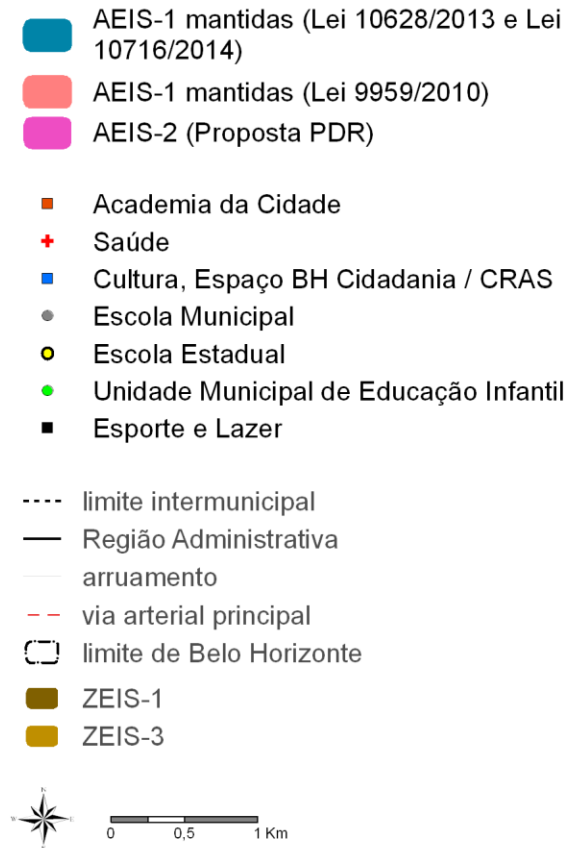 AEIS-1 mantidas (Lei 10628/2013 e Lei
10716/2014)
AEIS-1 mantidas (Lei 9959/2010)
AEIS-2 (Proposta PDR)
Academia da Cidade
Saúde
Cultura, Espaço BH Cidadania / CRAS
Escola Municipal
Escola Estadual
Unidade Municipal de Educação Infantil
Esporte e Lazer
limite intermunicipal
Região Administrativa
arruamento
via arterial principal
limite de Belo Horizonte
ZEIS-1
ZEIS-3
N
W E
S
0 0,5 1 Km